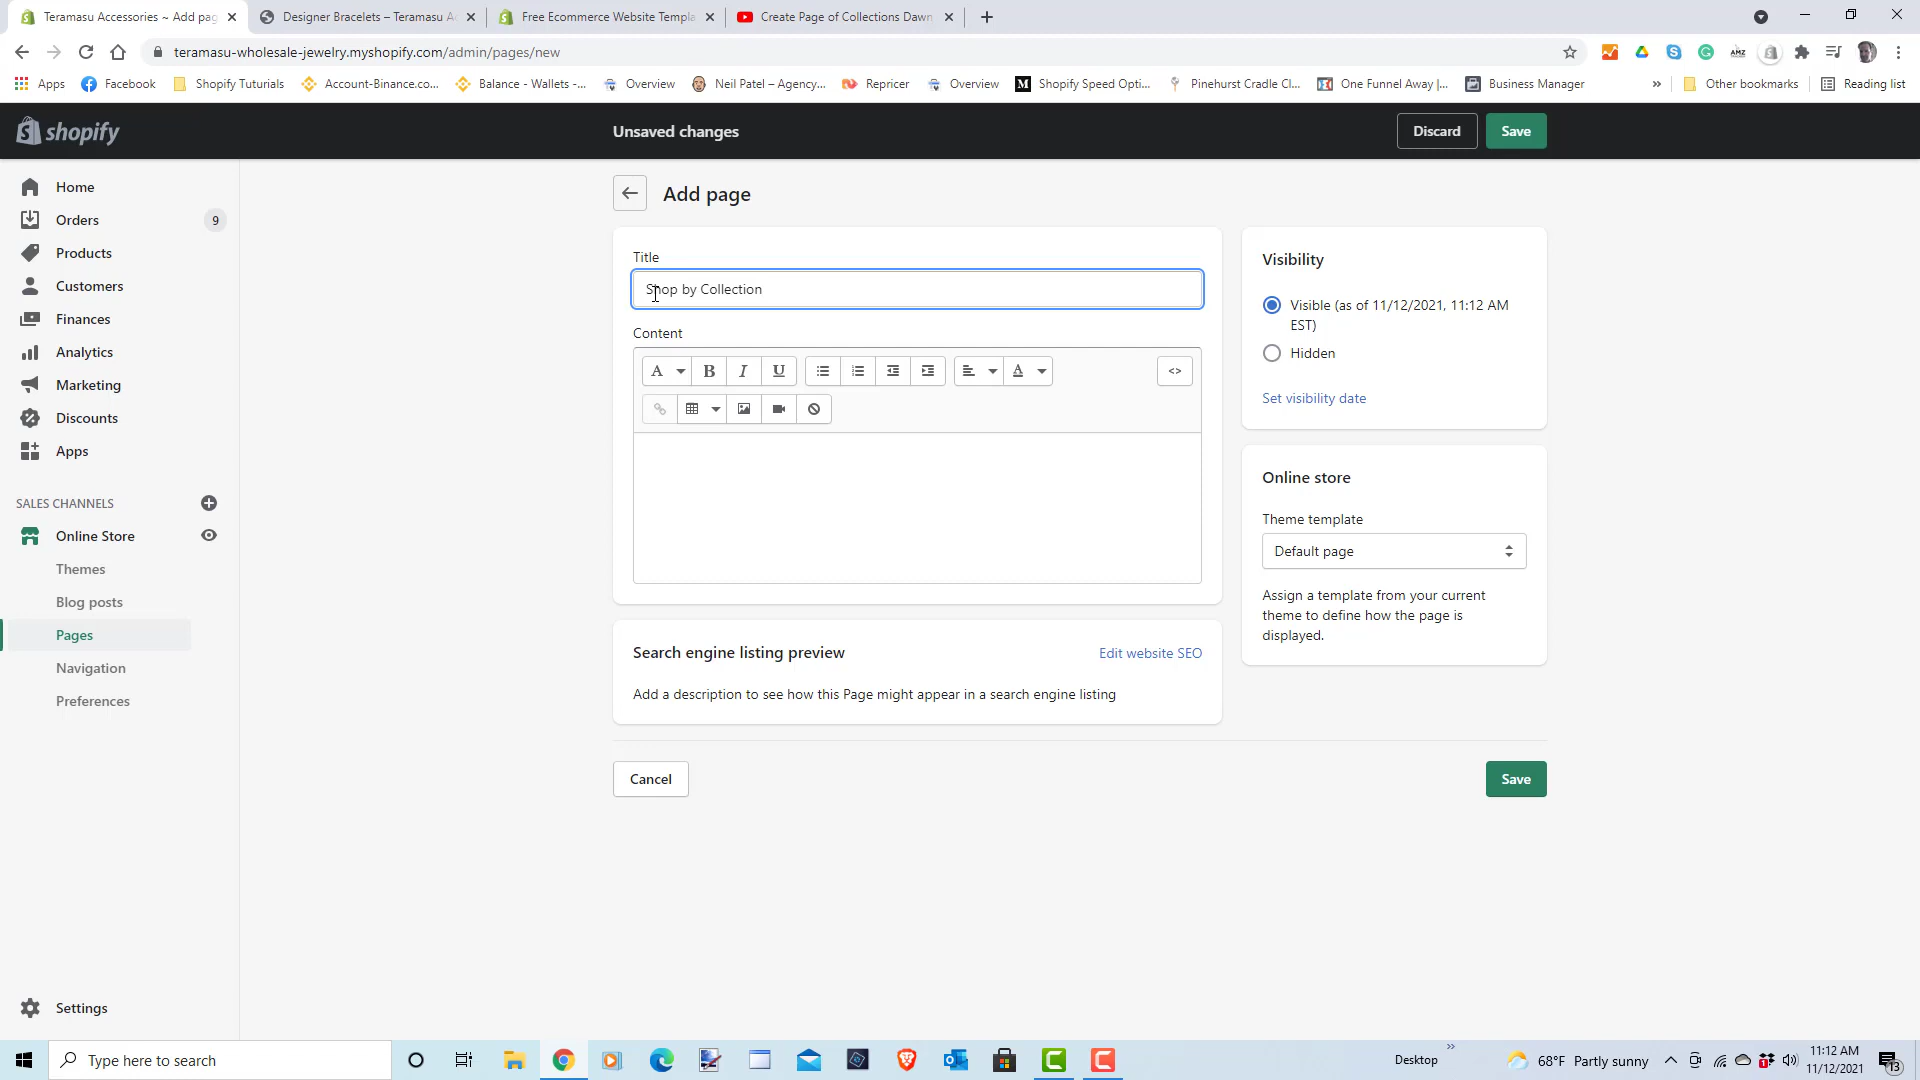 Teramasu Accessories ~ Add pag
Designer Bracelets – Teramasu Ac
Free Ecommerce Website Templa
Create Page of Collections Dawn
teramasu-wholesale-jewelry.myshopify.com/admin/pages/new
Apps Facebook Shopify Tuturials Account-Binance.co... Balance - Wallets -... Overview Neil Patel – Agency... Repricer Overview M Shopify Speed Opti... Pinehurst Cradle Cl... One Funnel Away |... Business Manager » Other bookmarks Reading list
shopify
Unsaved changes
Discard
Save
Home
Orders 9
Products
Customers
Finances
Analytics
Marketing
Discounts
Apps
SALES CHANNELS
Online Store
Themes
Blog posts
Pages
Navigation
Preferences
Settings
Add page
Title
Shop by Collection
Content
A B I U A <>
Search engine listing preview
Edit website SEO
Add a description to see how this Page might appear in a search engine listing
Visibility
Visible (as of 11/12/2021, 11:12 AM
EST)
Hidden
Set visibility date
Online store
Theme template
Default page
Assign a template from your current
theme to define how the page is
displayed.
Cancel
Save
Type here to search
Desktop »
68°F Partly sunny
11:12 AM
11/12/2021
13